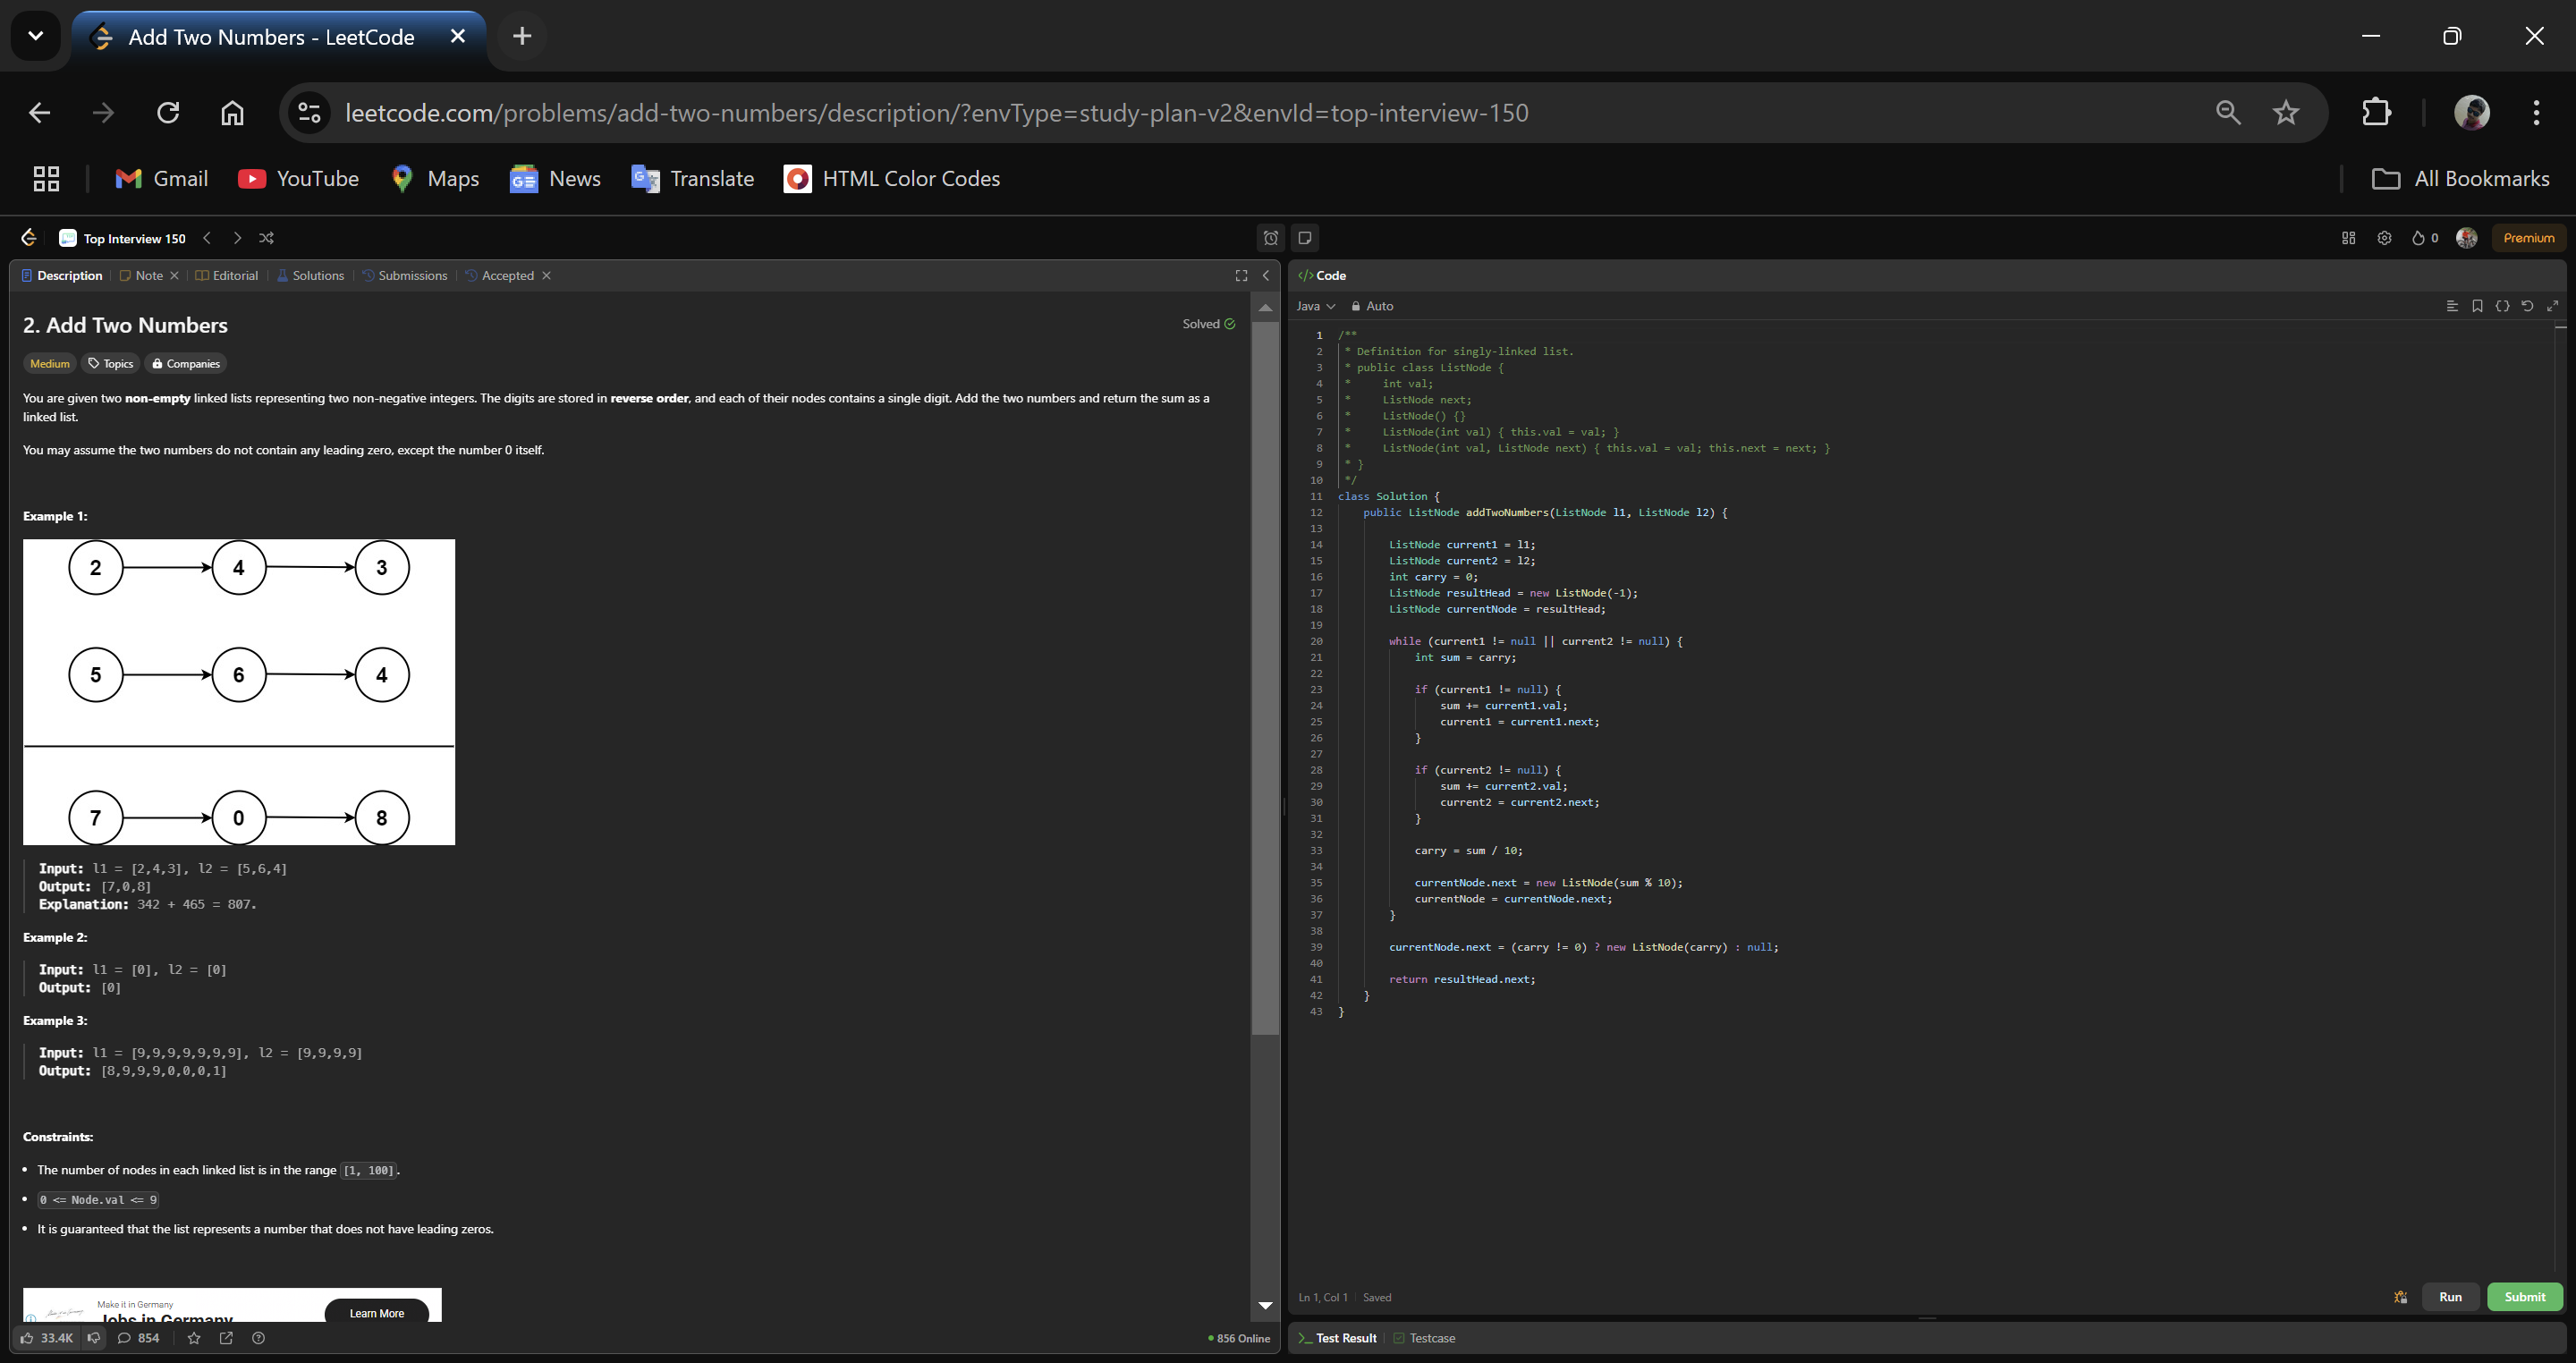 Add Two Numbers - LeetCode
leetcode.com/problems/add-two-numbers/description/?envType=study-plan-v2&envId=top-interview-150
Gmail YouTube Maps News Translate HTML Color Codes All Bookmarks
Top Interview 150
0 Premium
Description Note Editorial Solutions Submissions Accepted
2. Add Two Numbers
Solved
Medium Topics Companies
You are given two non-empty linked lists representing two non-negative integers. The digits are stored in reverse order, and each of their nodes contains a single digit. Add the two numbers and return the sum as a
linked list.
You may assume the two numbers do not contain any leading zero, except the number 0 itself.
Example 1:
2 4 3
5 6 4
7 0 8
Input: l1 = [2,4,3], l2 = [5,6,4]
Output: [7,0,8]
Explanation: 342 + 465 = 807.
Example 2:
Input: l1 = [0], l2 = [0]
Output: [0]
Example 3:
Input: l1 = [9,9,9,9,9,9,9], l2 = [9,9,9,9]
Output: [8,9,9,9,0,0,0,1]
Constraints:
• The number of nodes in each linked list is in the range [1, 100].
• 0 <= Node.val <= 9
• It is guaranteed that the list represents a number that does not have leading zeros.
Make it in Germany
Jobs in Germany
Learn More
33.4K 854
856 Online
</> Code
Java Auto
1 /**
2 * Definition for singly-linked list.
3 * public class ListNode {
4 * int val;
5 * ListNode next;
6 * ListNode() {}
7 * ListNode(int val) { this.val = val; }
8 * ListNode(int val, ListNode next) { this.val = val; this.next = next; }
9 * }
10 */
11 class Solution {
12 public ListNode addTwoNumbers(ListNode l1, ListNode l2) {
13
14 ListNode current1 = l1;
15 ListNode current2 = l2;
16 int carry = 0;
17 ListNode resultHead = new ListNode(-1);
18 ListNode currentNode = resultHead;
19
20 while (current1 != null || current2 != null) {
21 int sum = carry;
22
23 if (current1 != null) {
24 sum += current1.val;
25 current1 = current1.next;
26 }
27
28 if (current2 != null) {
29 sum += current2.val;
30 current2 = current2.next;
31 }
32
33 carry = sum / 10;
34
35 currentNode.next = new ListNode(sum % 10);
36 currentNode = currentNode.next;
37 }
38
39 currentNode.next = (carry != 0) ? new ListNode(carry) : null;
40
41 return resultHead.next;
42 }
43 }
Ln 1, Col 1 Saved
Run Submit
Test Result Testcase